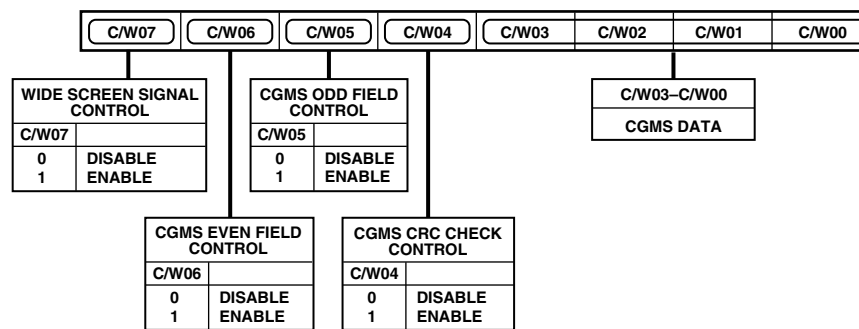 C/W07 C/W06 C/W05 C/W04 C/W03 C/W02 C/W01 C/W00
WIDE SCREEN SIGNAL
CONTROL
C/W07
0 DISABLE
1 ENABLE
CGMS ODD FIELD
CONTROL
C/W05
0 DISABLE
1 ENABLE
C/W03–C/W00
CGMS DATA
CGMS EVEN FIELD
CONTROL
C/W06
0 DISABLE
1 ENABLE
CGMS CRC CHECK
CONTROL
C/W04
0 DISABLE
1 ENABLE